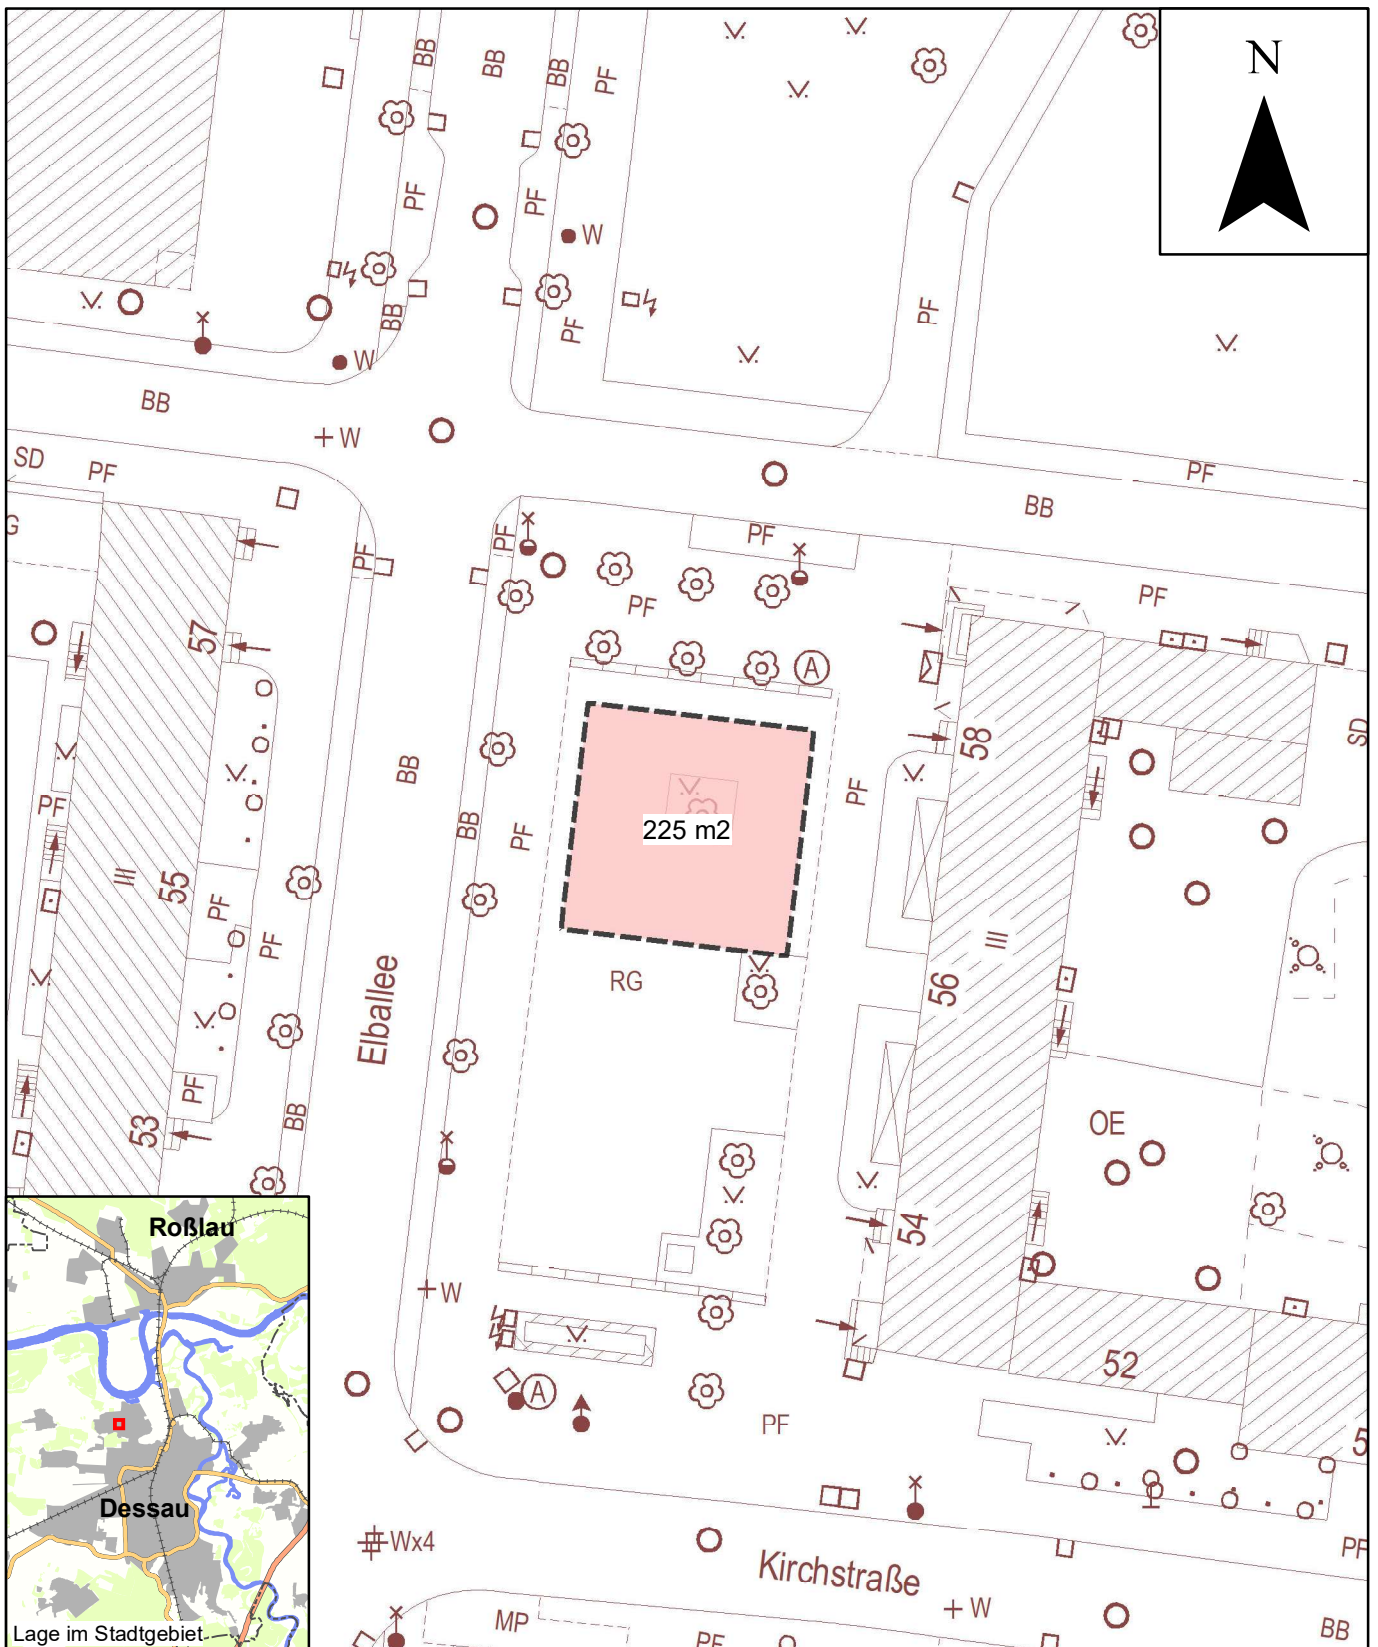 N
BB
BB
BB
PF
PF
PF
W
BB
PF
PF
W
BB
+ W
SD
PF
PF
BB
G
PF
PF
PF
PF
PF
57
A
58
SD
BB
PF
225 m2
PF
BB
PF
III
55
PF
PF
III
RG
56
Elballee
PF
BB
53
OE
54
Roßlau
+ W
52
A
PF
5
Dessau
Wx4
PF
Kirchstraße
+ W
MP
BB
Lage im Stadtgebiet
PF